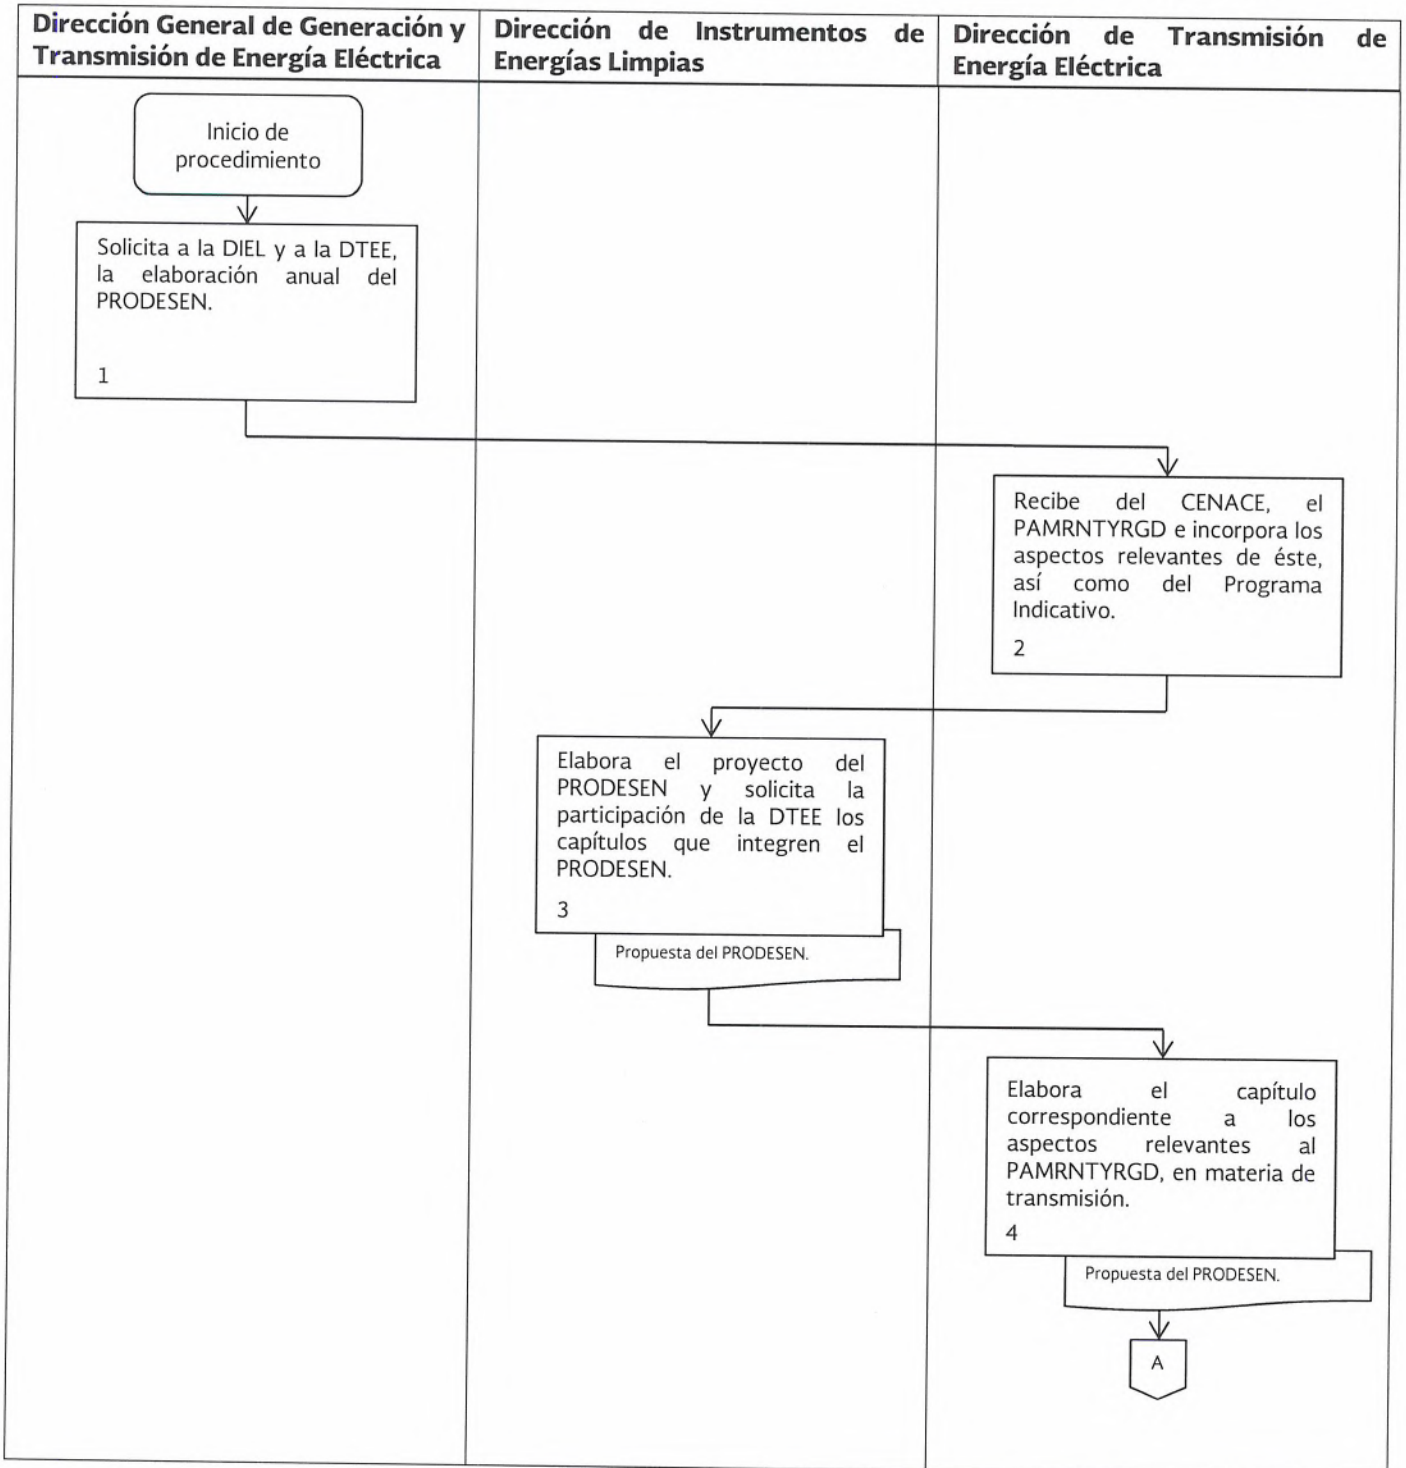 Dirección General de Generación y
Transmisión de Energía Eléctrica
Dirección de Instrumentos de
Energías Limpias
Dirección de Transmisión de
Energía Eléctrica
Inicio de
procedimiento
Solicita a la DIEL y a la DTEE,
la elaboración anual del
PRODESEN.
1
Recibe del CENACE, el
PAMRNTYRGD e incorpora los
aspectos relevantes de éste,
así como del Programa
Indicativo.
2
Elabora el proyecto del
PRODESEN y solicita la
participación de la DTEE los
capítulos que integren el
PRODESEN.
3
Propuesta del PRODESEN.
Elabora el capítulo
correspondiente a los
aspectos relevantes al
PAMRNTYRGD, en materia de
transmisión.
4
Propuesta del PRODESEN.
A